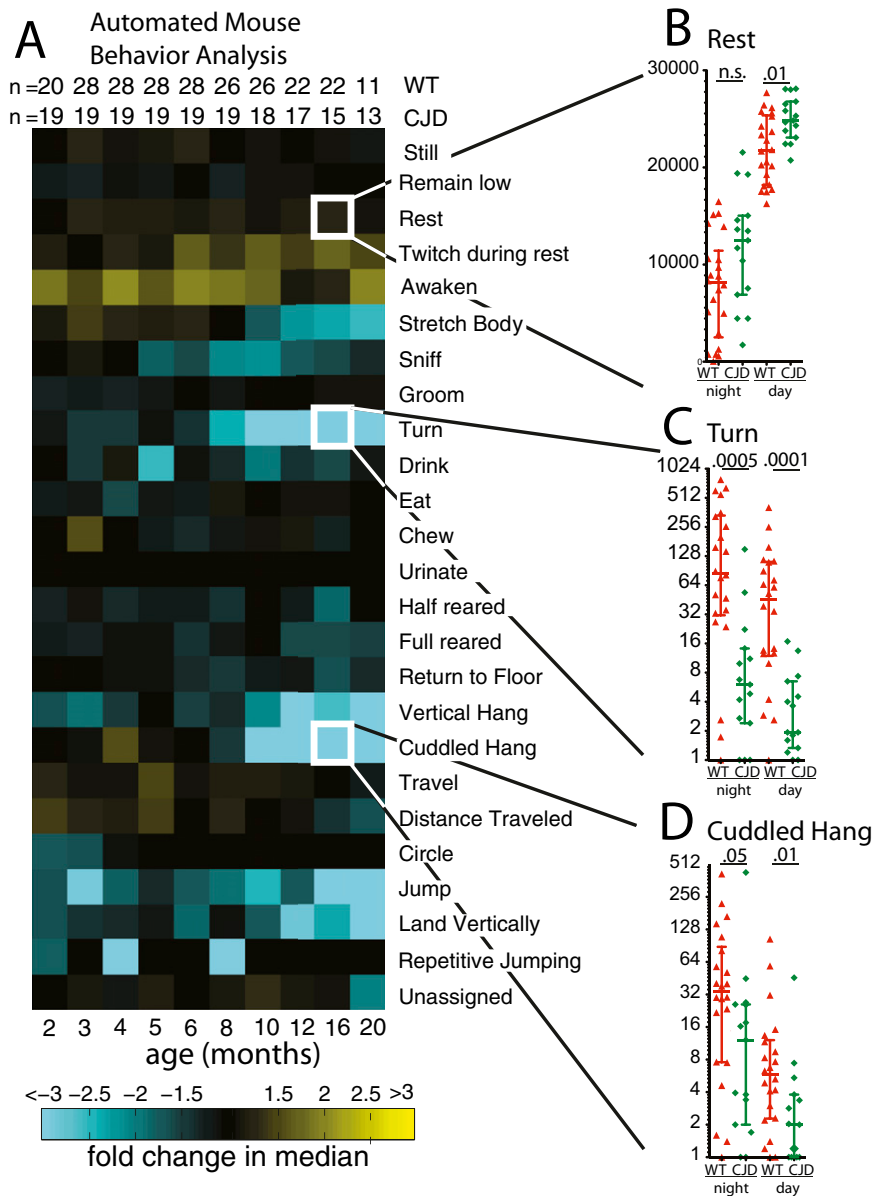 A
Automated Mouse
Behavior Analysis
n =20 28 28 28 28 26 26 22 22 11 WT
n =19 19 19 19 19 19 18 17 15 13 CJD
Still
Remain low
Rest
Twitch during rest
Awaken
Stretch Body
Sniff
Groom
Turn
Drink
Eat
Chew
Urinate
Half reared
Full reared
Return to Floor
Vertical Hang
Cuddled Hang
Travel
Distance Traveled
Circle
Jump
Land Vertically
Repetitive Jumping
Unassigned
2 3 4 5 6 8 10 12 16 20
age (months)
<-3 -2.5 -2 -1.5 1.5 2 2.5 >3
fold change in median
B Rest
n.s. .01
30000
20000
10000
0
WT CJD WT CJD
night day
C Turn
.0005 .0001
1024
512
256
128
64
32
16
8
4
2
1
WT CJD WT CJD
night day
D Cuddled Hang
.05 .01
512
256
128
64
32
16
8
4
2
1
WT CJD WT CJD
night day